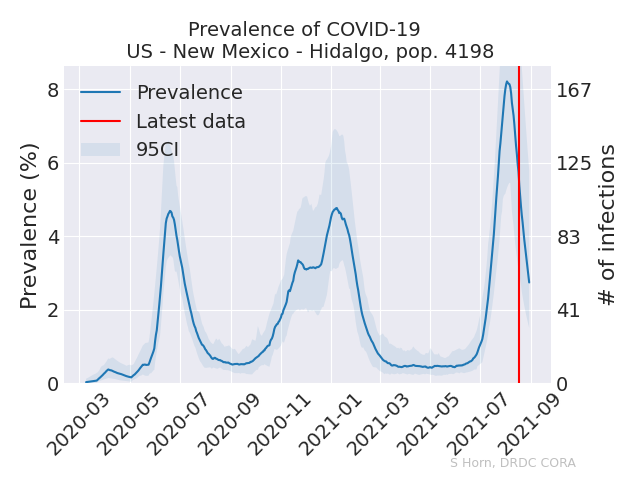 Prevalence of COVID-19
US - New Mexico - Hidalgo, pop. 4198
Prevalence
Latest data
95CI
Prevalence (%)
8
6
4
2
0
167
125
83
41
0
# of infections
2020-03
2020-05
2020-07
2020-09
2020-11
2021-01
2021-03
2021-05
2021-07
2021-09
S Horn, DRDC CORA